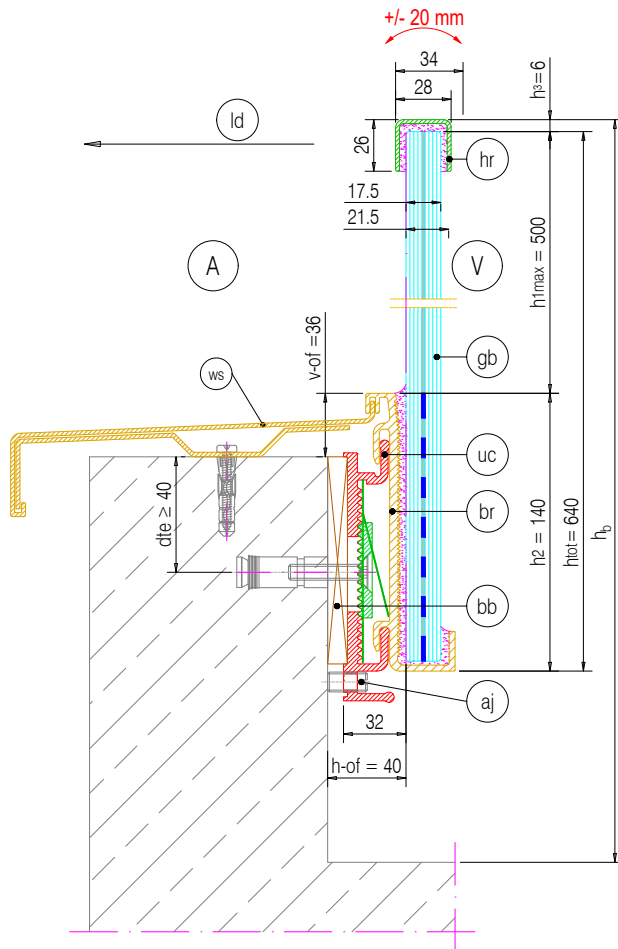 +/- 20 mm
34
28
h3=6
ld
26
hr
17.5
21.5
A
V
h1max = 500
gb
v-of =36
ws
uc
dte ≥ 40
br
h2 = 140
htot = 640
hb
bb
aj
32
h-of = 40